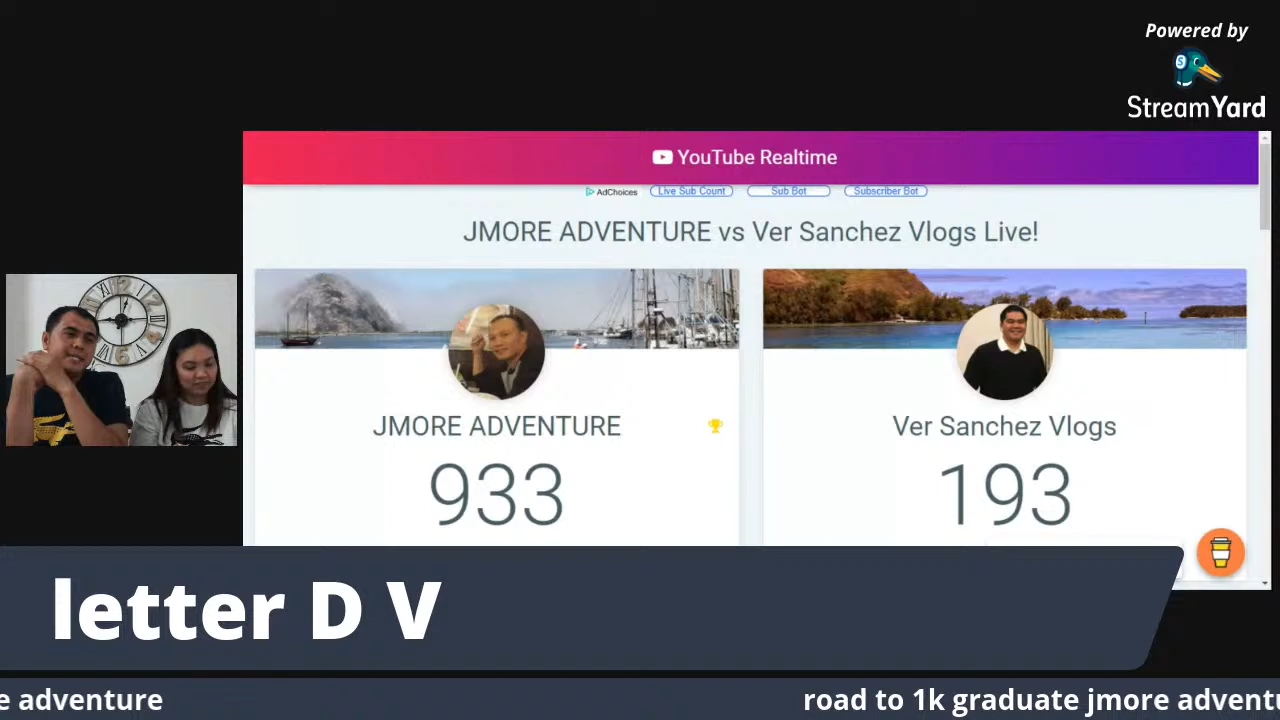 Powered by
StreamYard
YouTube Realtime
AdChoices
Live Sub Count
Sub Bot
Subscriber Bot
JMORE ADVENTURE vs Ver Sanchez Vlogs Live!
JMORE ADVENTURE
933
Ver Sanchez Vlogs
193
letter D V
e adventure
road to 1k graduate jmore advent